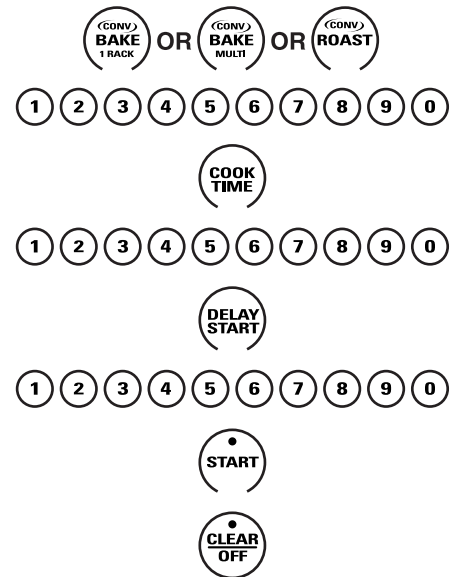 CONV BAKE 1 RACK OR CONV BAKE MULTI OR CONV ROAST
1 2 3 4 5 6 7 8 9 0
COOK
TIME
1 2 3 4 5 6 7 8 9 0
DELAY
START
1 2 3 4 5 6 7 8 9 0
START
CLEAR
OFF